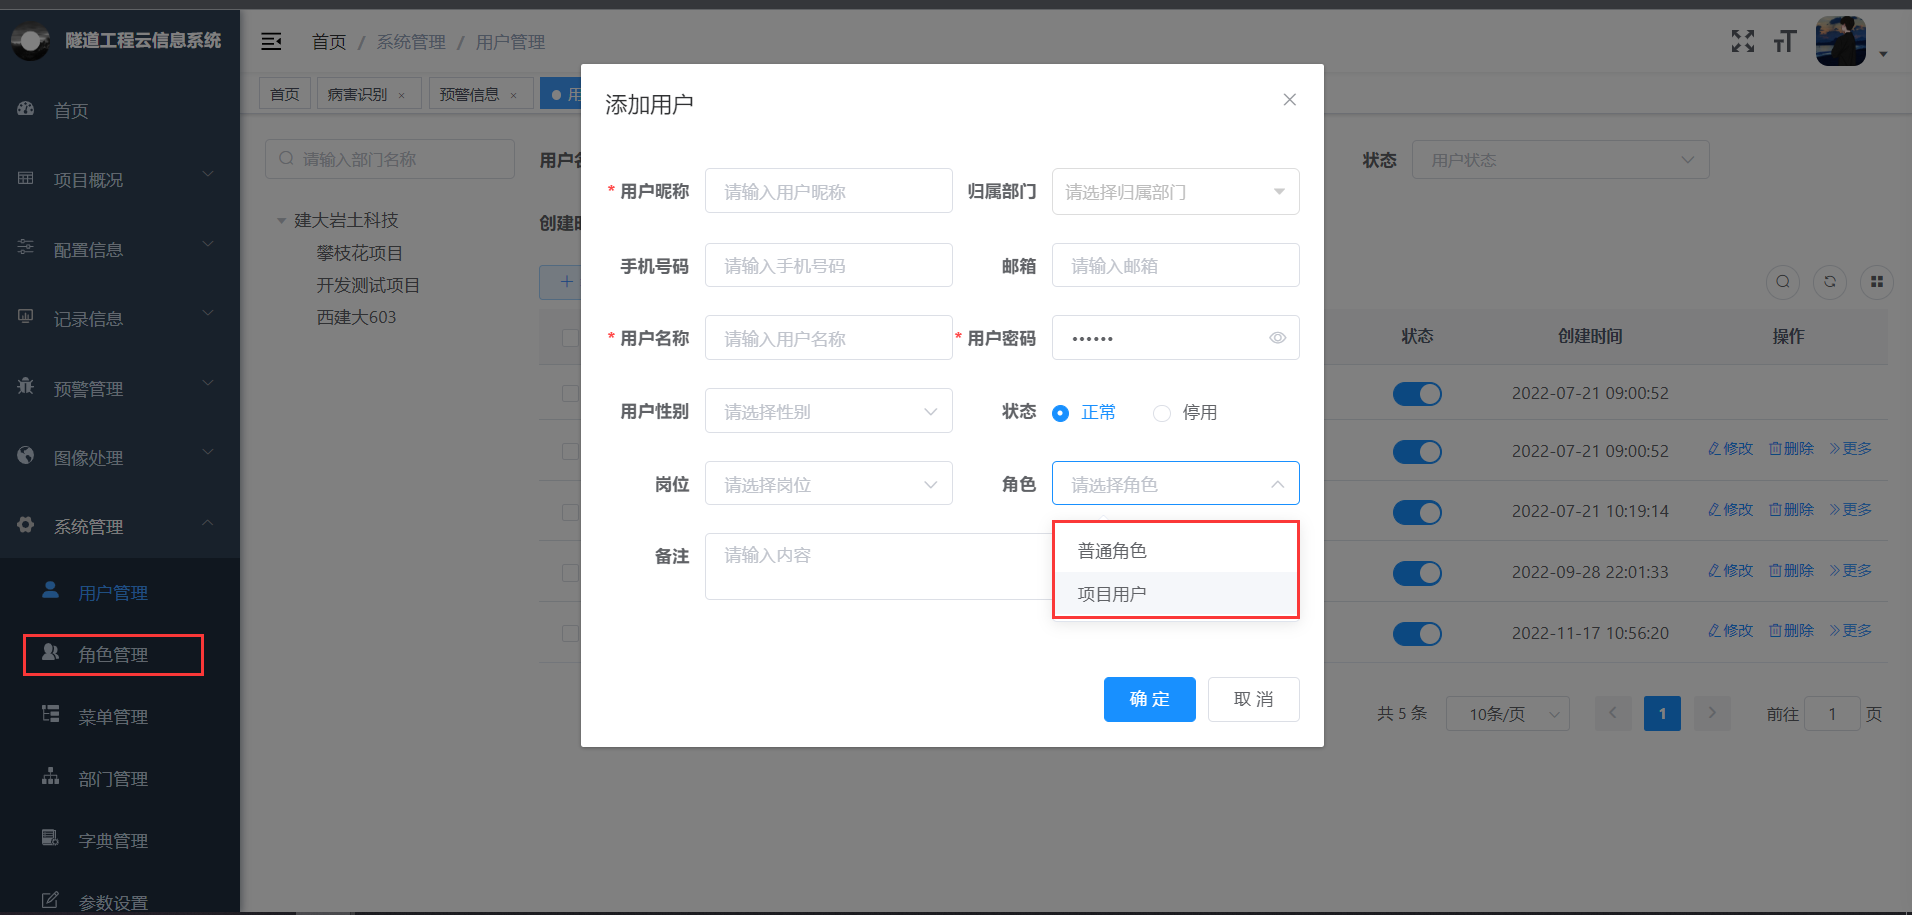 隧道工程云信息系统
首页 / 系统管理 / 用户管理
首页
病害识别 ×
预警信息 ×
用
首页
项目概况
配置信息
记录信息
预警管理
图像处理
系统管理
用户管理
角色管理
菜单管理
部门管理
字典管理
参数设置
请输入部门名称
建大岩土科技
攀枝花项目
开发测试项目
西建大603
用户名
创建时
状态
用户状态
添加用户
* 用户昵称
请输入用户昵称
归属部门
请选择归属部门
手机号码
请输入手机号码
邮箱
请输入邮箱
* 用户名称
请输入用户名称
* 用户密码
••••••
用户性别
请选择性别
状态
正常
停用
岗位
请选择岗位
角色
请选择角色
普通角色
项目用户
备注
请输入内容
确 定
取 消
状态 创建时间 操作
2022-07-21 09:00:52
2022-07-21 09:00:52 修改 删除 更多
2022-07-21 10:19:14 修改 删除 更多
2022-09-28 22:01:33 修改 删除 更多
2022-11-17 10:56:20 修改 删除 更多
共 5 条
10条/页
1
前往 1 页